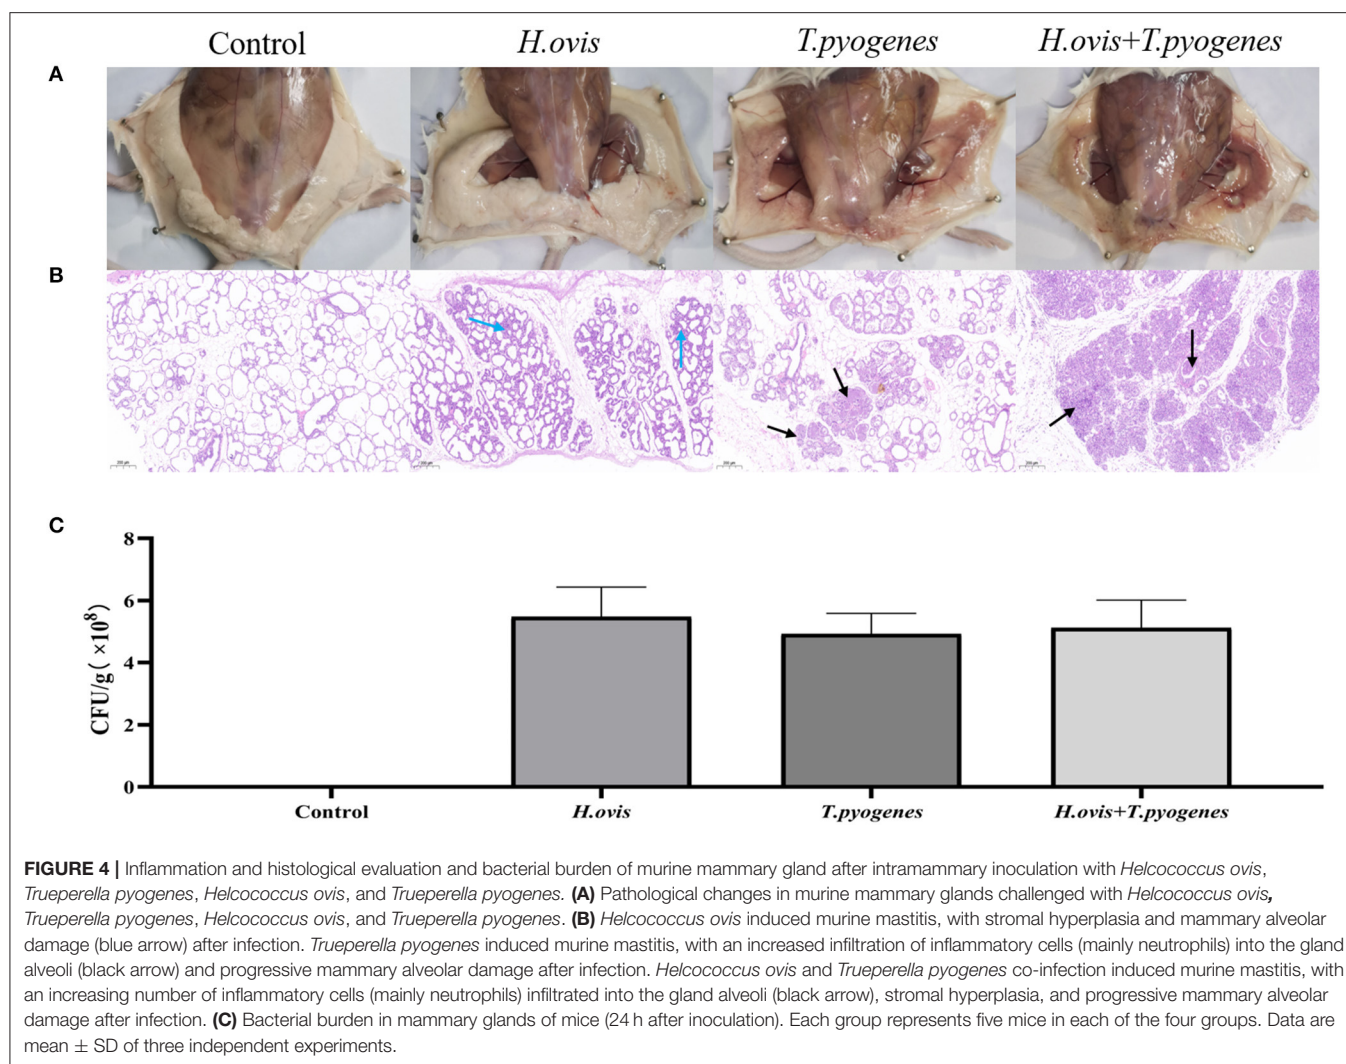 Control H.ovis T.pyogenes H.ovis+T.pyogenes
A
B
200 μm 200 μm 200 μm 200 μm
C
CFU/g ( ×10⁸)
8
6
4
2
0
Control H.ovis T.pyogenes H.ovis+T.pyogenes
FIGURE 4 | Inflammation and histological evaluation and bacterial burden of murine mammary gland after intramammary inoculation with Helcococcus ovis,
Trueperella pyogenes, Helcococcus ovis, and Trueperella pyogenes. (A) Pathological changes in murine mammary glands challenged with Helcococcus ovis,
Trueperella pyogenes, Helcococcus ovis, and Trueperella pyogenes. (B) Helcococcus ovis induced murine mastitis, with stromal hyperplasia and mammary alveolar
damage (blue arrow) after infection. Trueperella pyogenes induced murine mastitis, with an increased infiltration of inflammatory cells (mainly neutrophils) into the gland
alveoli (black arrow) and progressive mammary alveolar damage after infection. Helcococcus ovis and Trueperella pyogenes co-infection induced murine mastitis, with
an increasing number of inflammatory cells (mainly neutrophils) infiltrated into the gland alveoli (black arrow), stromal hyperplasia, and progressive mammary alveolar
damage after infection. (C) Bacterial burden in mammary glands of mice (24 h after inoculation). Each group represents five mice in each of the four groups. Data are
mean ± SD of three independent experiments.